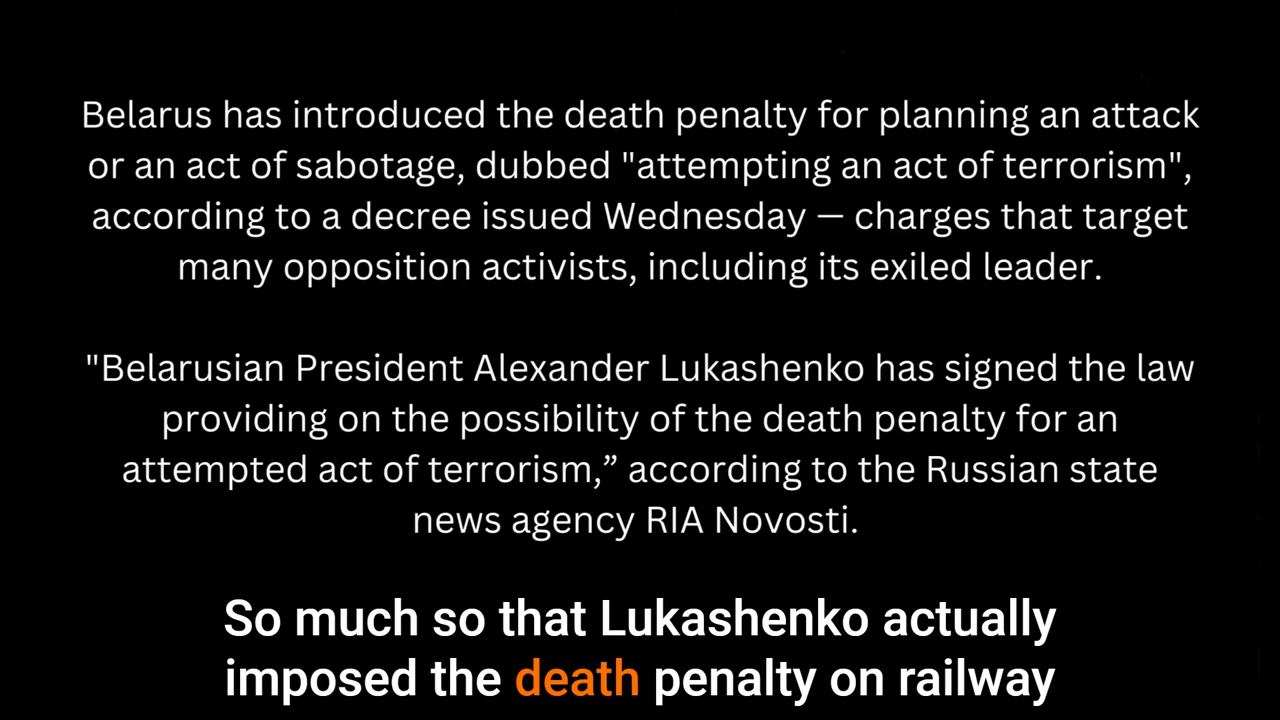 Belarus has introduced the death penalty for planning an attack
or an act of sabotage, dubbed "attempting an act of terrorism",
according to a decree issued Wednesday — charges that target
many opposition activists, including its exiled leader.
"Belarusian President Alexander Lukashenko has signed the law
providing on the possibility of the death penalty for an
attempted act of terrorism,” according to the Russian state
news agency RIA Novosti.
So much so that Lukashenko actually
imposed the death penalty on railway